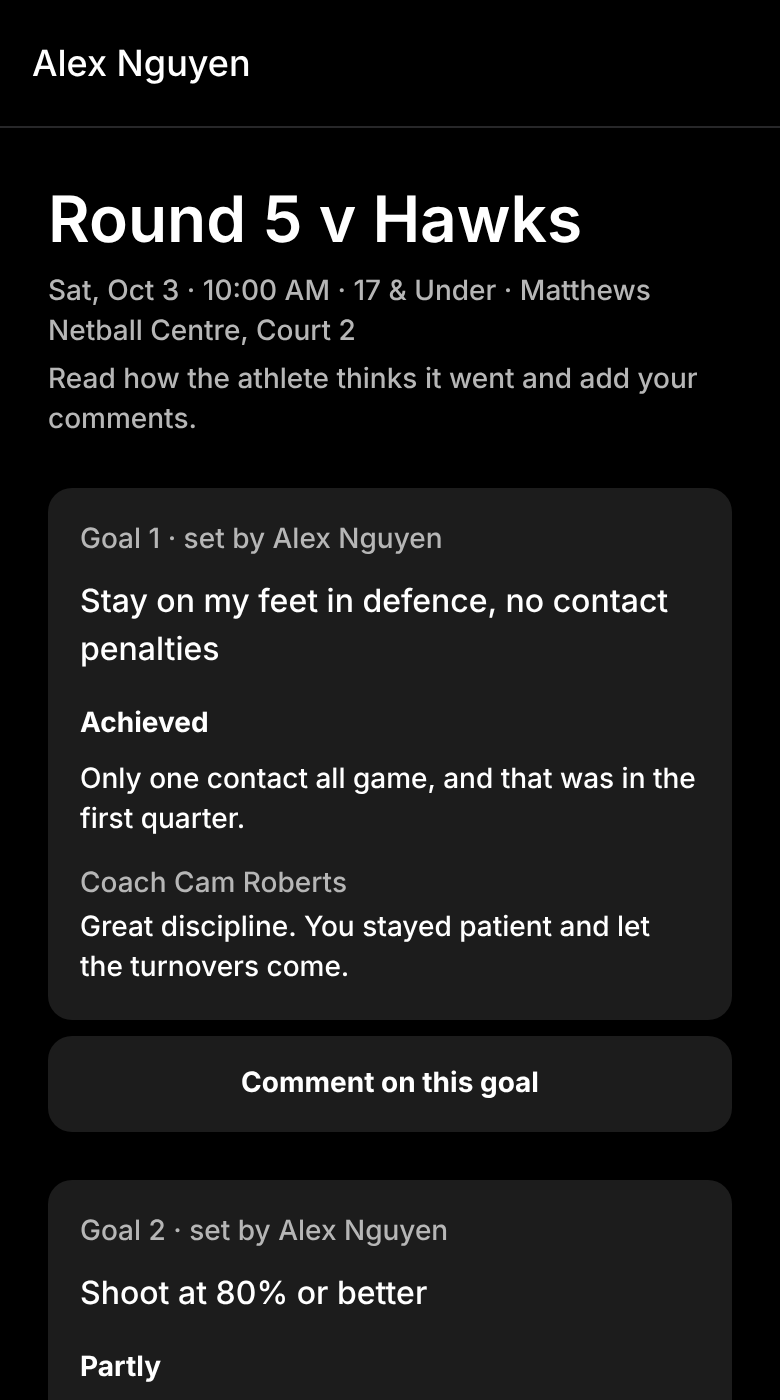 Alex Nguyen
Round 5 v Hawks
Sat, Oct 3 · 10:00 AM · 17 & Under · Matthews
Netball Centre, Court 2
Read how the athlete thinks it went and add your
comments.
Goal 1 · set by Alex Nguyen
Stay on my feet in defence, no contact
penalties
Achieved
Only one contact all game, and that was in the
first quarter.
Coach Cam Roberts
Great discipline. You stayed patient and let
the turnovers come.
Comment on this goal
Goal 2 · set by Alex Nguyen
Shoot at 80% or better
Partly